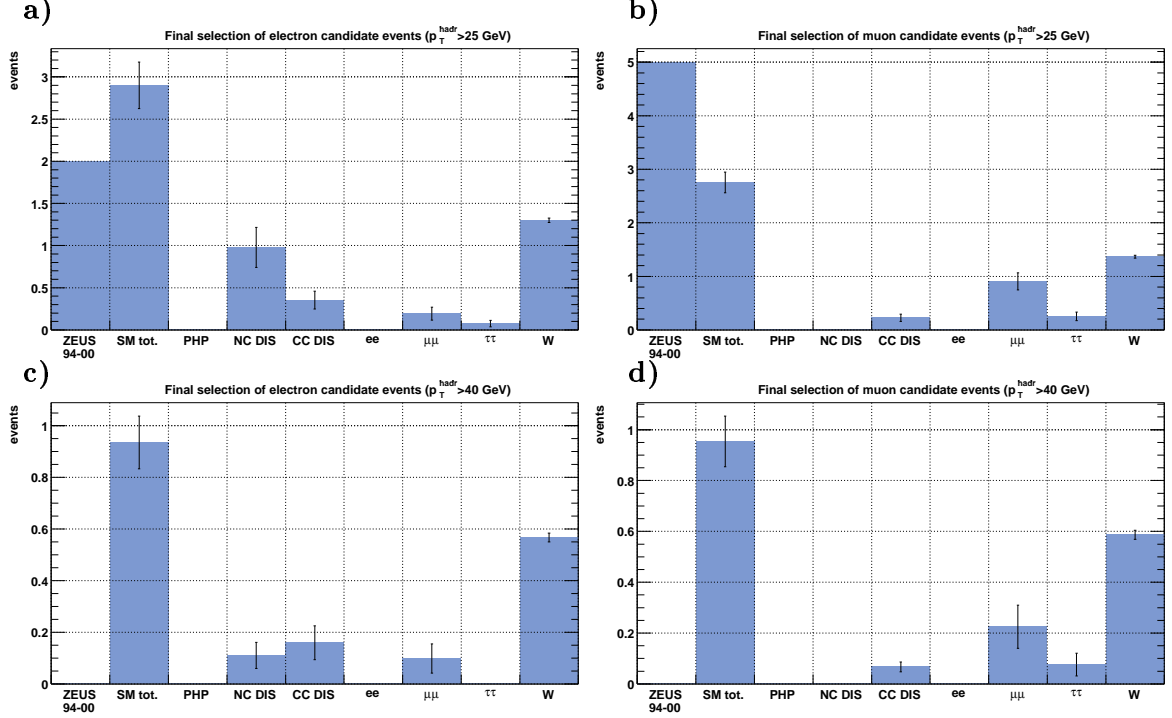 a)
Final selection of electron candidate events (p_T^hadr>25 GeV)
events
3
2.5
2
1.5
1
0.5
0
ZEUS 94-00
SM tot.
PHP
NC DIS
CC DIS
ee
μμ
ττ
W
b)
Final selection of muon candidate events (p_T^hadr>25 GeV)
events
5
4
3
2
1
0
ZEUS 94-00
SM tot.
PHP
NC DIS
CC DIS
ee
μμ
ττ
W
c)
Final selection of electron candidate events (p_T^hadr>40 GeV)
events
1
0.8
0.6
0.4
0.2
0
ZEUS 94-00
SM tot.
PHP
NC DIS
CC DIS
ee
μμ
ττ
W
d)
Final selection of muon candidate events (p_T^hadr>40 GeV)
events
1
0.8
0.6
0.4
0.2
0
ZEUS 94-00
SM tot.
PHP
NC DIS
CC DIS
ee
μμ
ττ
W